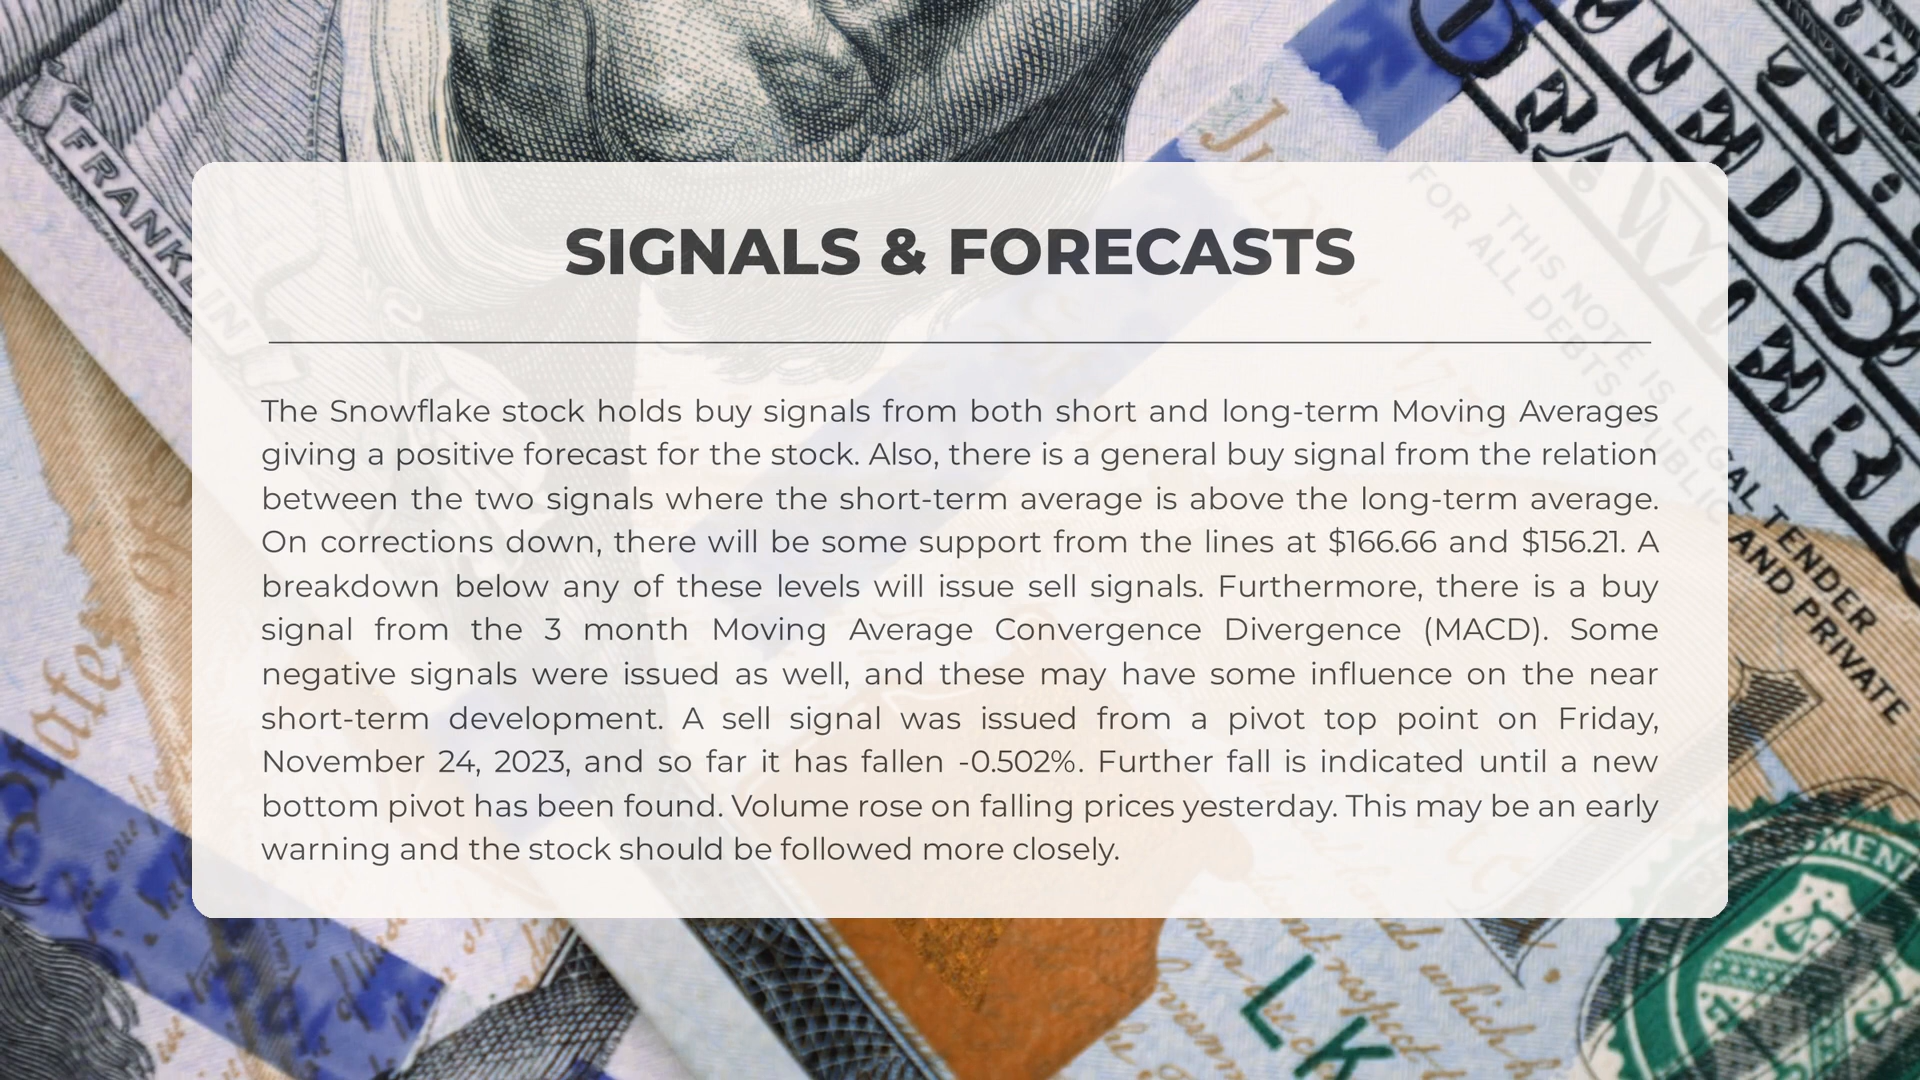 FRANKLIN
JULY 4, 1776
THIS NOTE IS LEGAL TENDER
FOR ALL DEBTS, PUBLIC AND PRIVATE
SIGNALS & FORECASTS
The Snowflake stock holds buy signals from both short and long-term Moving Averages
giving a positive forecast for the stock. Also, there is a general buy signal from the relation
between the two signals where the short-term average is above the long-term average.
On corrections down, there will be some support from the lines at $166.66 and $156.21. A
breakdown below any of these levels will issue sell signals. Furthermore, there is a buy
signal from the 3 month Moving Average Convergence Divergence (MACD). Some
negative signals were issued as well, and these may have some influence on the near
short-term development. A sell signal was issued from a pivot top point on Friday,
November 24, 2023, and so far it has fallen -0.502%. Further fall is indicated until a new
bottom pivot has been found. Volume rose on falling prices yesterday. This may be an early
warning and the stock should be followed more closely.
L K